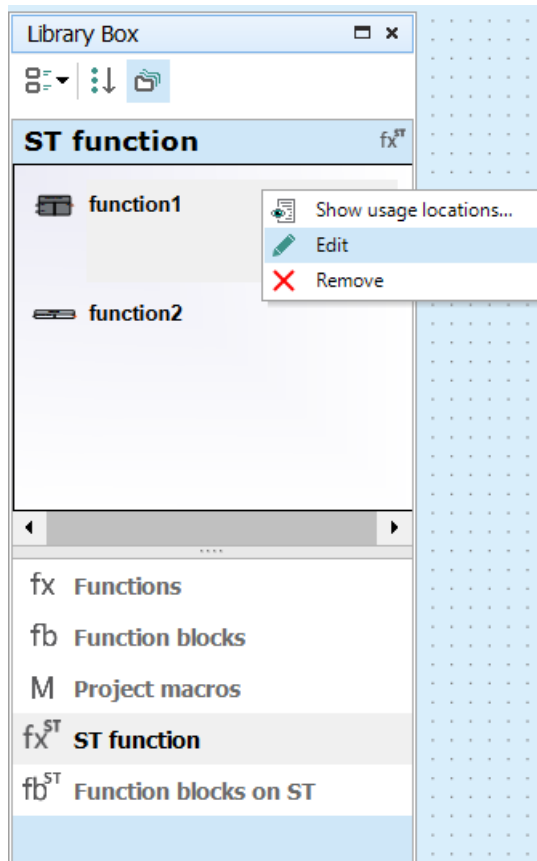 Library Box
ST function fxST
function1
Show usage locations...
Edit
Remove
function2
fx Functions
fb Function blocks
M Project macros
fxST ST function
fbST Function blocks on ST